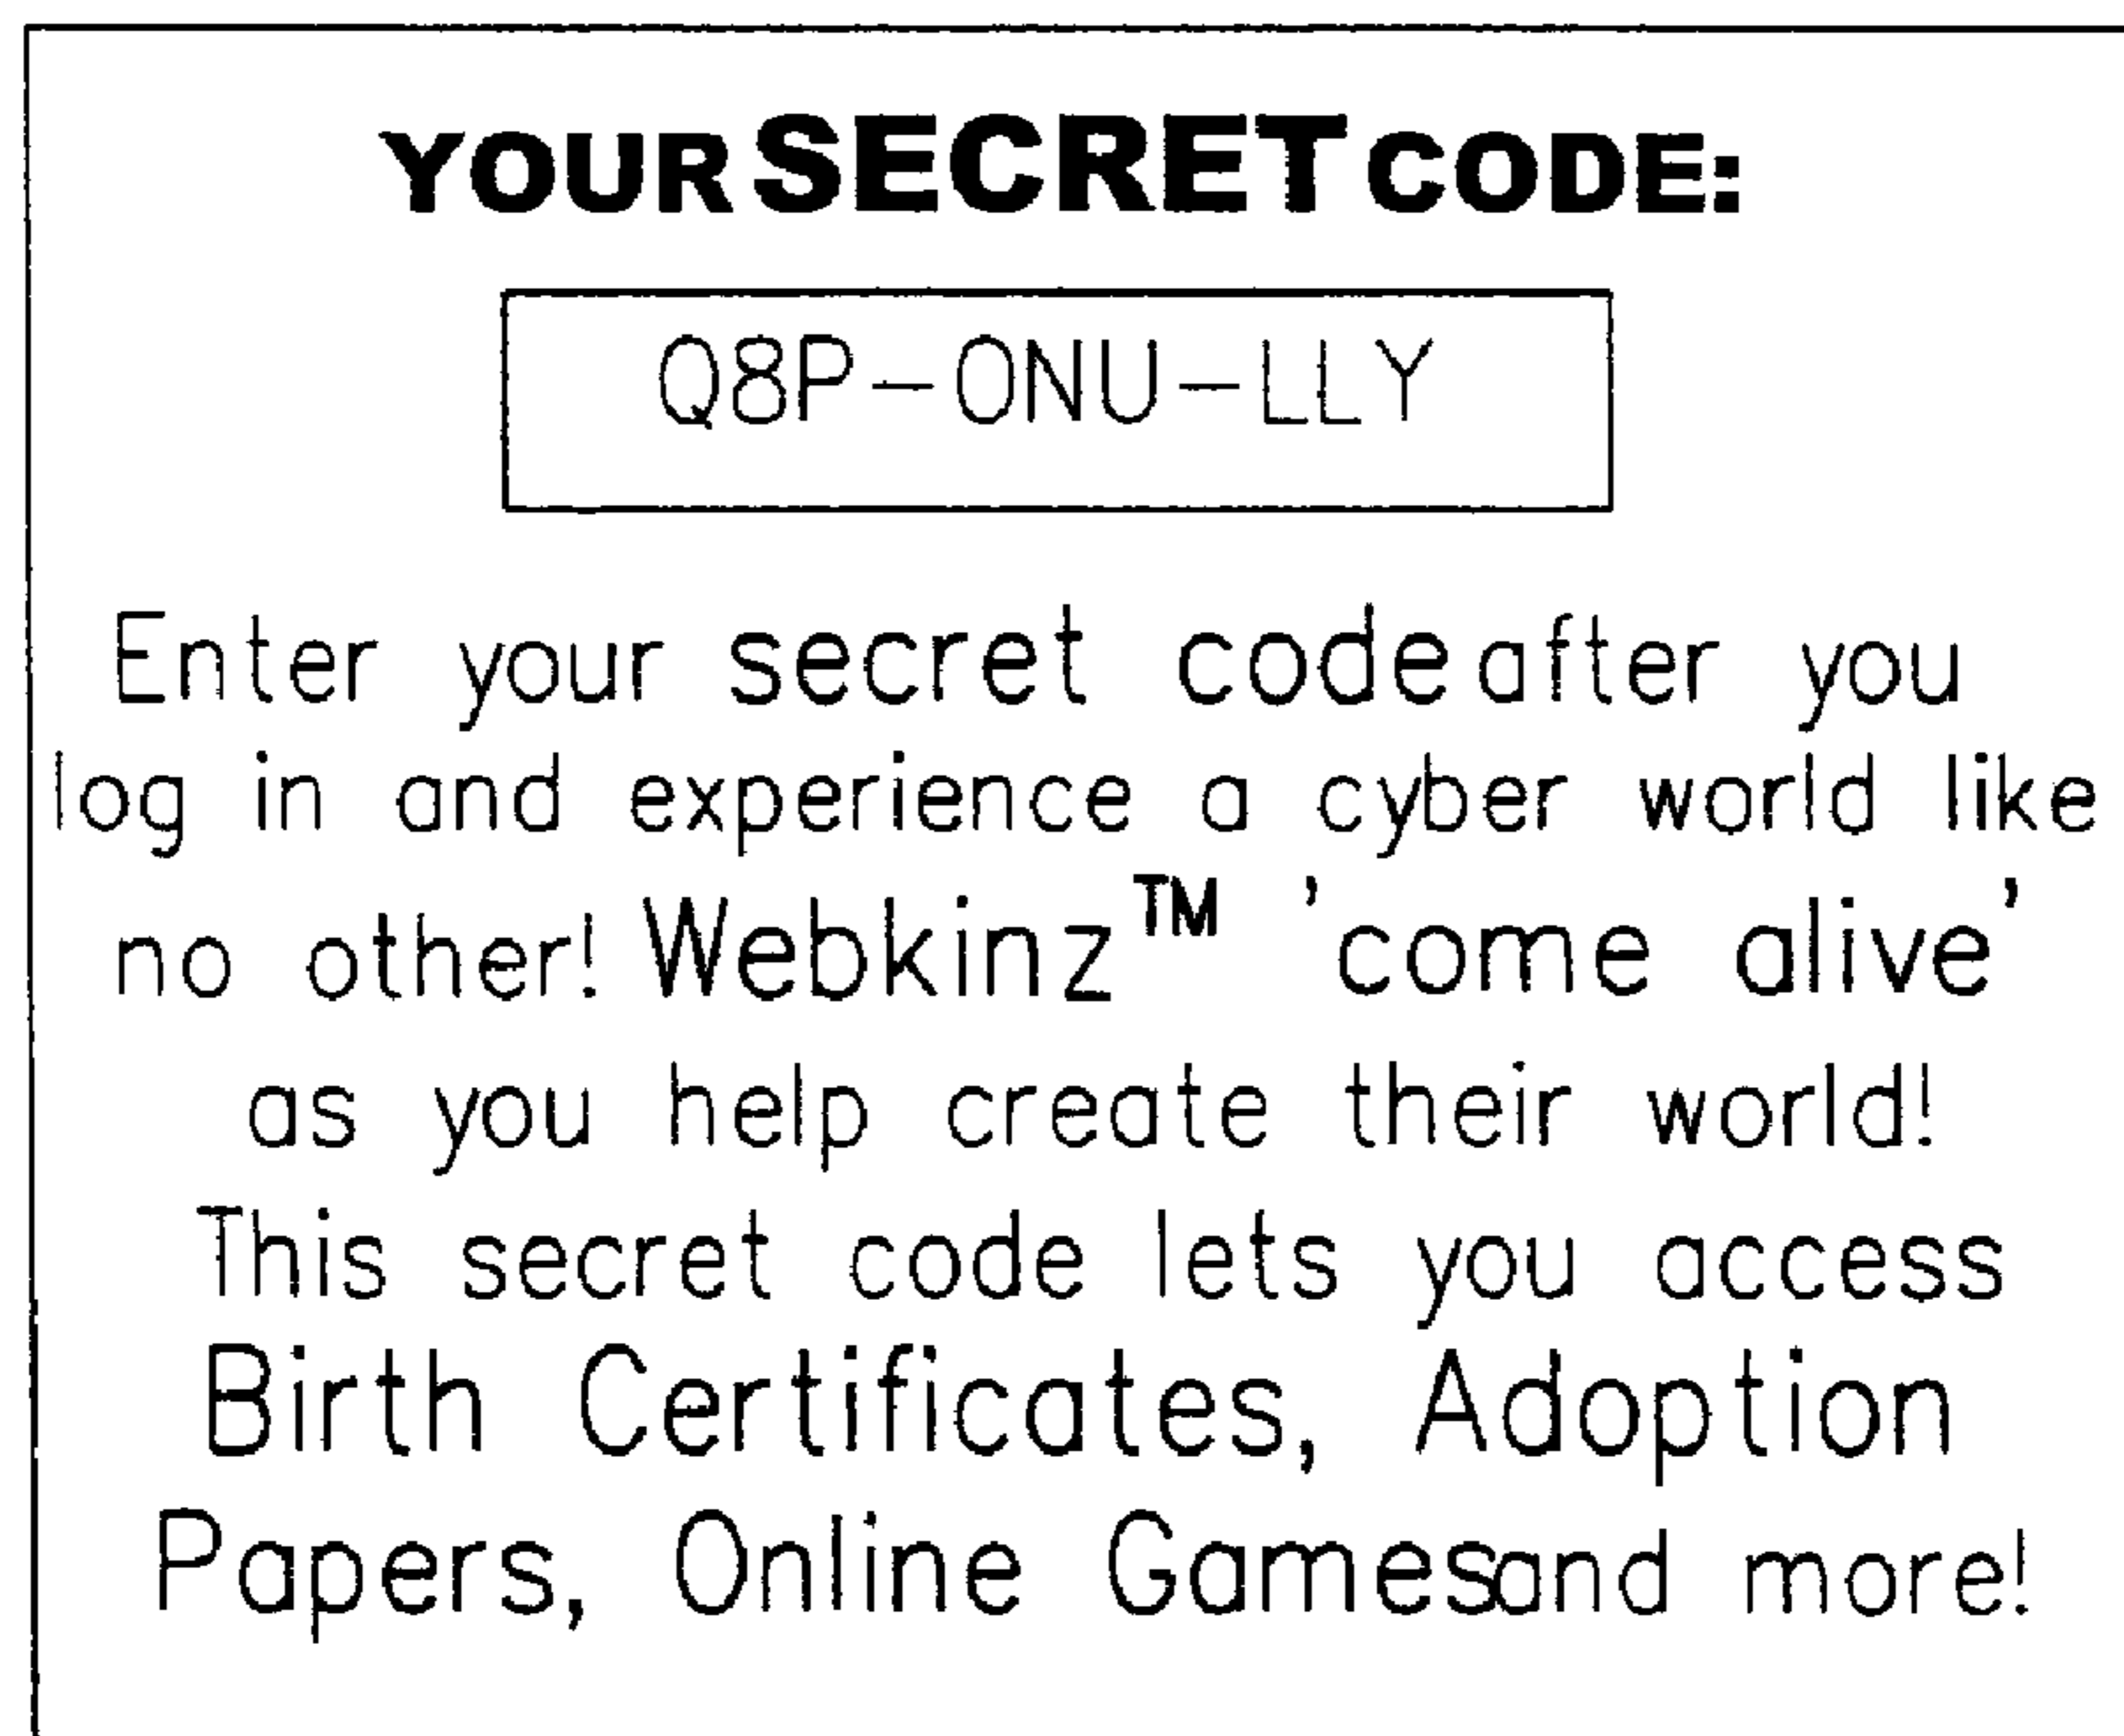 YOUR SECRET CODE:
Q8P-ONU-LLY
Enter your secret code after you
log in and experience a cyber world like
no other! Webkinz™ 'come alive'
as you help create their world!
This secret code lets you access
Birth Certificates, Adoption
Papers, Online Games and more!